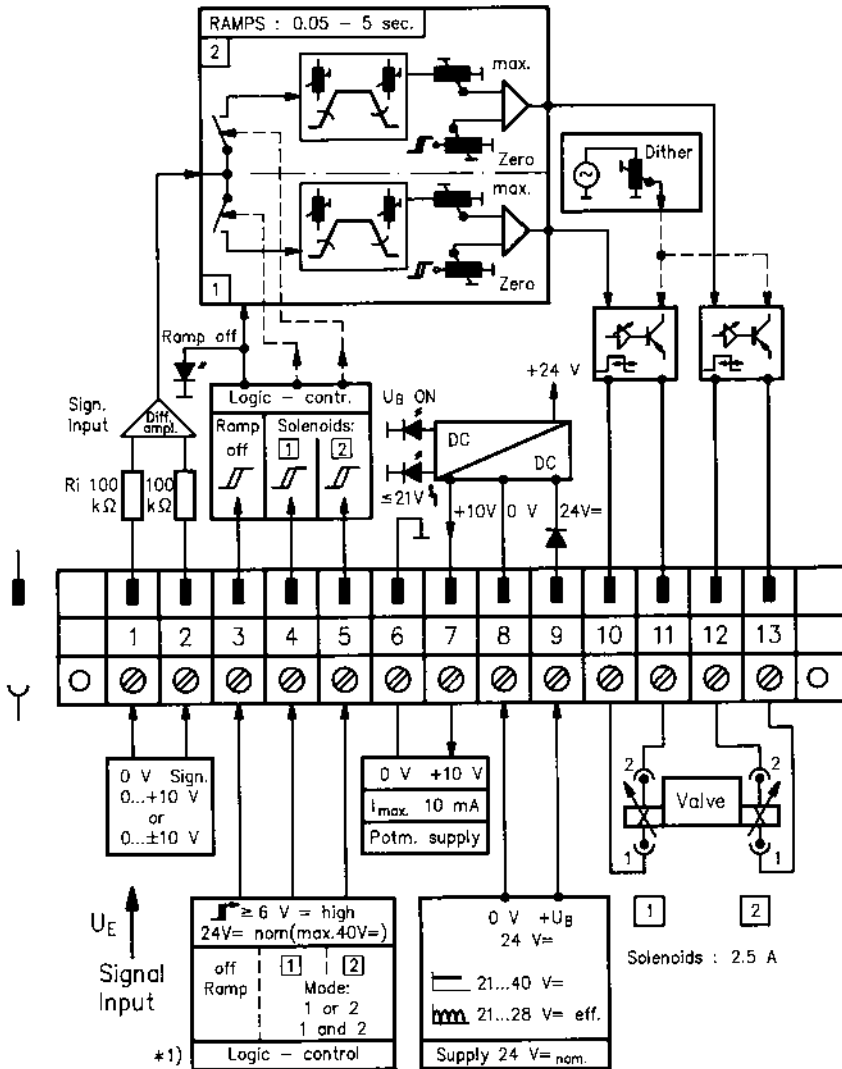 RAMPS : 0.05 – 5 sec.
2
max.
Zero
Dither
~
max.
Zero
1
Ramp off
+24 V
Logic – contr.
Ramp off
Solenoids:
1 2
Sign. Input
Diff. ampl.
U_B ON
DC
DC
≤21V
+10V 0 V 24V=
Ri 100 kΩ
100 kΩ
1 2 3 4 5 6 7 8 9 10 11 12 13
0 V Sign.
0...+10 V
or
0...±10 V
0 V +10 V
I max. 10 mA
Potm. supply
2 Valve 2
1 1
1 2
Solenoids : 2.5 A
U_E
Signal
Input
≥ 6 V = high
24V= nom(max.40V=)
off
Ramp
1 2
Mode:
1 or 2
1 and 2
*1)
Logic – control
0 V +U_B
24 V=
21...40 V=
21...28 V= eff.
Supply 24 V= nom.